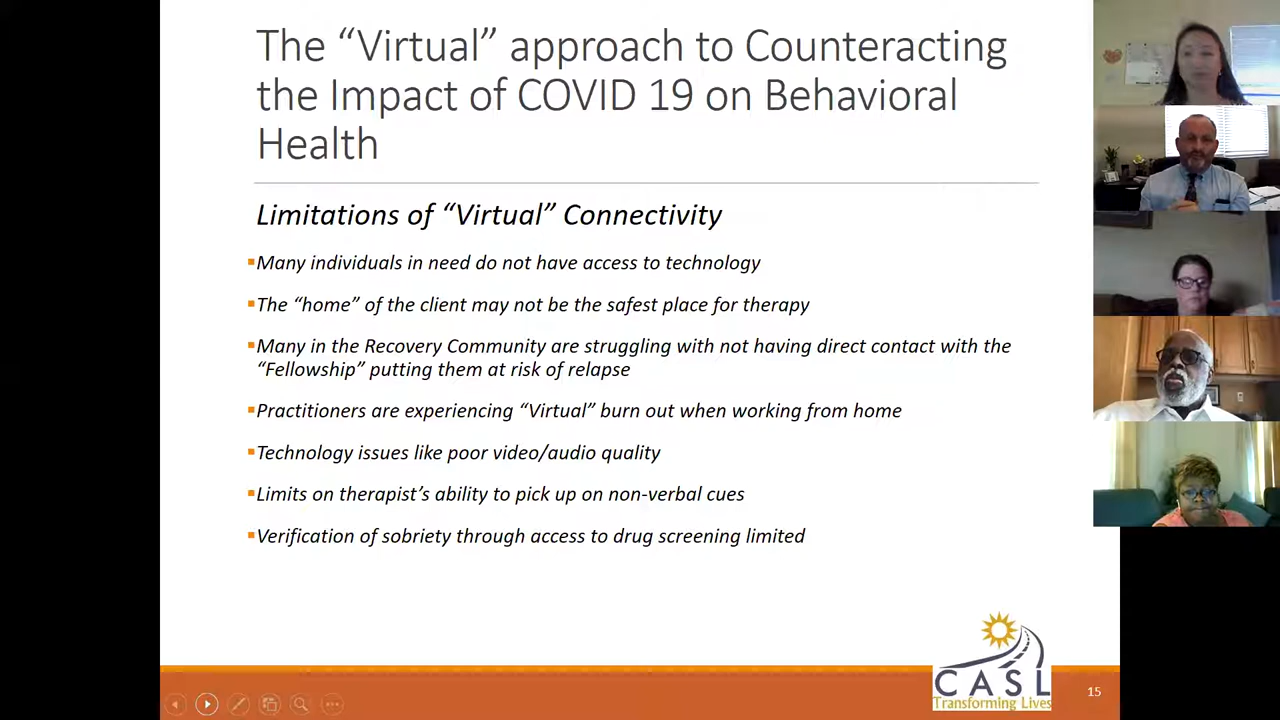 The “Virtual” approach to Counteracting
the Impact of COVID 19 on Behavioral
Health
Limitations of “Virtual” Connectivity
Many individuals in need do not have access to technology
The “home” of the client may not be the safest place for therapy
Many in the Recovery Community are struggling with not having direct contact with the
“Fellowship” putting them at risk of relapse
Practitioners are experiencing “Virtual” burn out when working from home
Technology issues like poor video/audio quality
Limits on therapist’s ability to pick up on non-verbal cues
Verification of sobriety through access to drug screening limited
CASL
Transforming Lives
15